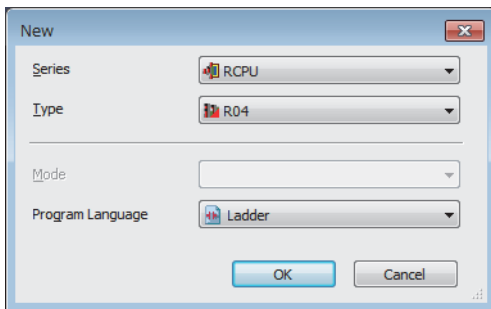 New
Series RCPU
Type R04
Mode
Program Language Ladder
OK Cancel